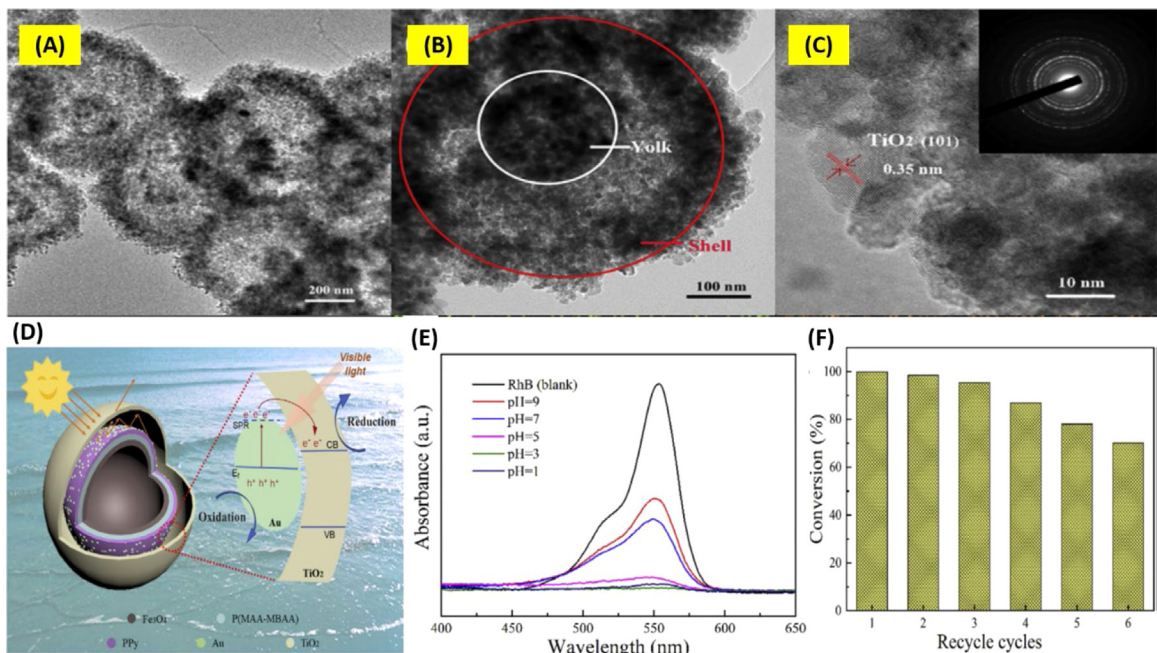 (A)
200 nm
(B)
Yolk
Shell
100 nm
(C)
TiO2 (101)
0.35 nm
10 nm
(D)
Visible
light
e- e- e-
SPR
Reduction
e- e-
CB
Ef
h+ h+ h+
Oxidation
Au
VB
TiO2
Fe3O4
P(MAA-MBAA)
PPy
Au
TiO2
(E)
Absorbance (a.u.)
RhB (blank)
pH=9
pH=7
pH=5
pH=3
pH=1
400 450 500 550 600 650
Wavelength (nm)
(F)
Conversion (%)
100
80
60
40
20
0
1 2 3 4 5 6
Recycle cycles